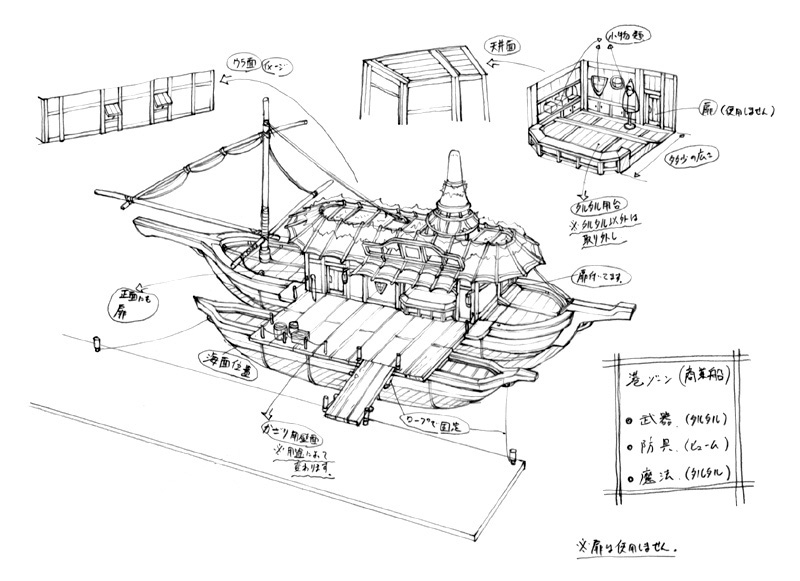 ウラ面 イメージ
天井面
小物類
扉 (使用しません)
タタミの広さ
タルタル用台
※タルタル以外は
取り外し
扉付いてます。
正面にも
扉
海面位置
かざり用壁面
※用途によって
変わります。
ロープで固定
港ゾーン (商業船)
武器 (タルタル)
防具 (ヒューム)
魔法 (タルタル)
※扉は使用しません。